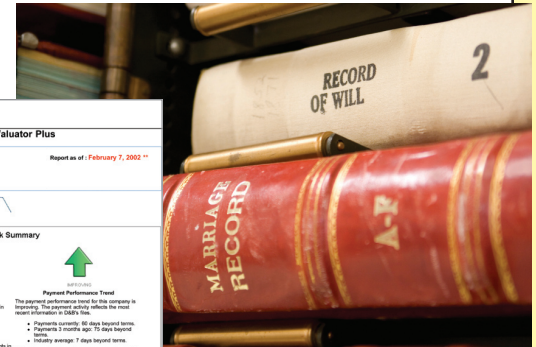 RECORD
OF WILL
2
MARRIAGE
RECORD
A-F
aluator Plus
Report as of : February 7, 2002 **
k Summary
IMPROVING
Payment Performance Trend
The payment performance trend for this company is
Improving. The payment activity reflects the most
recent information in D&B's files.
• Payments currently: 80 days beyond terms.
• Payments 3 months ago: 75 days beyond
terms.
• Industry average: 7 days beyond terms.
in